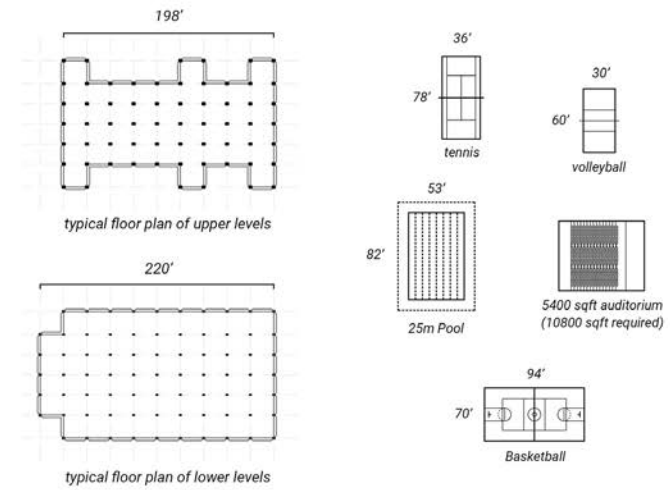 198’
typical floor plan of upper levels
220’
typical floor plan of lower levels
36’
78’
tennis
30’
60’
volleyball
53’
82’
25m Pool
5400 sqft auditorium
(10800 sqft required)
94’
70’
Basketball